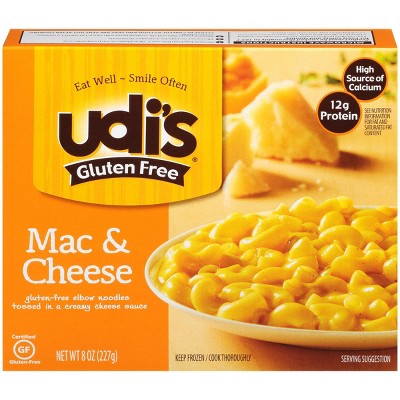 Eat Well ~ Smile Often
udi's®
Gluten Free
High
Source of
Calcium
12g
Protein
SEE NUTRITION
INFORMATION
FOR FAT AND
SATURATED FAT
CONTENT
Mac &
Cheese
gluten-free elbow noodles
tossed in a creamy cheese sauce
Certified
GF
Gluten-Free
NET WT 8 OZ (227g)
KEEP FROZEN / COOK THOROUGHLY
SERVING SUGGESTION